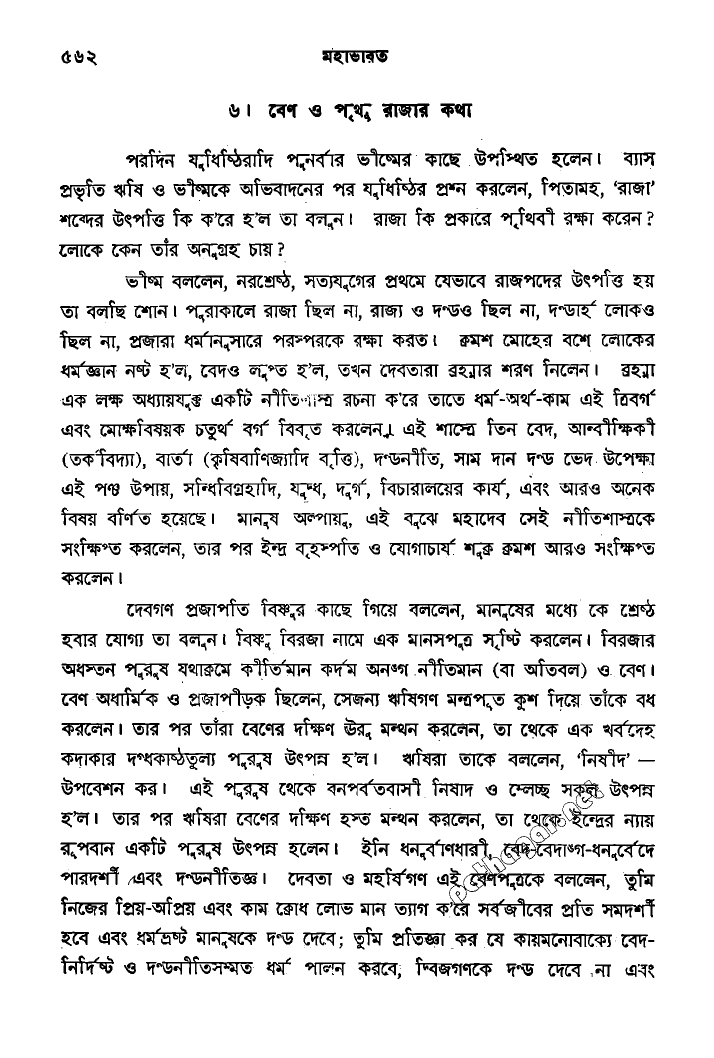 ৫৬২ মহাভারত
৬। বেণ ও পৃথু রাজার কথা
পরদিন যুধিষ্ঠিরাদি পুনর্বার ভীষ্মের কাছে উপস্থিত হলেন। ব্যাস
প্রভৃতি ঋষি ও ভীষ্মকে অভিবাদনের পর যুধিষ্ঠির প্রশ্ন করলেন, পিতামহ, ‘রাজা’
শব্দের উৎপত্তি কি ক’রে হ’ল তা বলুন। রাজা কি প্রকারে পৃথিবী রক্ষা করেন?
লোকে কেন তাঁর অনুগ্রহ চায়?
ভীষ্ম বললেন, নরশ্রেষ্ঠ, সত্যযুগের প্রথমে যেভাবে রাজপদের উৎপত্তি হয়
তা বলছি শোন। পুরাকালে রাজা ছিল না, রাজ্য ও দণ্ডও ছিল না, দণ্ডার্হ লোকও
ছিল না, প্রজারা ধর্মানুসারে পরস্পরকে রক্ষা করত। ক্রমশ মোহের বশে লোকের
ধর্মজ্ঞান নষ্ট হ’ল, বেদও লুপ্ত হ’ল, তখন দেবতারা ব্রহ্মার শরণ নিলেন। ব্রহ্মা
এক লক্ষ অধ্যায়যুক্ত একটি নীতিশাস্ত্র রচনা ক’রে তাতে ধর্ম-অর্থ-কাম এই ত্রিবর্গ
এবং মোক্ষবিষয়ক চতুর্থ বর্গ বিবৃত করলেন। এই শাস্ত্রে তিন বেদ, আন্বীক্ষিকী
(তর্কবিদ্যা), বার্তা (কৃষিবাণিজ্যাদি বৃত্তি), দণ্ডনীতি, সাম দান দণ্ড ভেদ উপেক্ষা
এই পঞ্চ উপায়, সন্ধিবিগ্রহাদি, যুদ্ধ, দুর্গ, বিচারালয়ের কার্য, এবং আরও অনেক
বিষয় বর্ণিত হয়েছে। মানুষ অল্পায়ু, এই বুঝে মহাদেব সেই নীতিশাস্ত্রকে
সংক্ষিপ্ত করলেন, তার পর ইন্দ্র বৃহস্পতি ও যোগাচার্য শুক্র ক্রমশ আরও সংক্ষিপ্ত
করলেন।
দেবগণ প্রজাপতি বিষ্ণুর কাছে গিয়ে বললেন, মানুষের মধ্যে কে শ্রেষ্ঠ
হবার যোগ্য তা বলুন। বিষ্ণু বিরজা নামে এক মানসপুত্র সৃষ্টি করলেন। বিরজার
অধস্তন পুরুষ যথাক্রমে কীর্তিমান কর্দম অনঙ্গ নীতিমান (বা অতিবল) ও বেণ।
বেণ অধার্মিক ও প্রজাপীড়ক ছিলেন, সেজন্য ঋষিগণ মন্ত্রপূত কুশ দিয়ে তাঁকে বধ
করলেন। তার পর তাঁরা বেণের দক্ষিণ ঊরু মন্থন করলেন, তা থেকে এক খর্বদেহ
কদাকার দগ্ধকাষ্ঠতুল্য পুরুষ উৎপন্ন হ’ল। ঋষিরা তাকে বললেন, ‘নিষীদ’ —
উপবেশন কর। এই পুরুষ থেকে বনপর্বতবাসী নিষাদ ও ম্লেচ্ছ সকল উৎপন্ন
হ’ল। তার পর ঋষিরা বেণের দক্ষিণ হস্ত মন্থন করলেন, তা থেকে ইন্দ্রের ন্যায়
রূপবান একটি পুরুষ উৎপন্ন হলেন। ইনি ধনুর্বাণধারী, বেদ-বেদাঙ্গ-ধনুর্বেদে
পারদর্শী এবং দণ্ডনীতিজ্ঞ। দেবতা ও মহর্ষিগণ এই বেণপুত্রকে বললেন, তুমি
নিজের প্রিয়-অপ্রিয় এবং কাম ক্রোধ লোভ মান ত্যাগ ক’রে সর্বজীবের প্রতি সমদর্শী
হবে এবং ধর্মভ্রষ্ট মানুষকে দণ্ড দেবে; তুমি প্রতিজ্ঞা কর যে কায়মনোবাক্যে বেদ-
নির্দিষ্ট ও দণ্ডনীতিসম্মত ধর্ম পালন করবে, দ্বিজগণকে দণ্ড দেবে না এবং